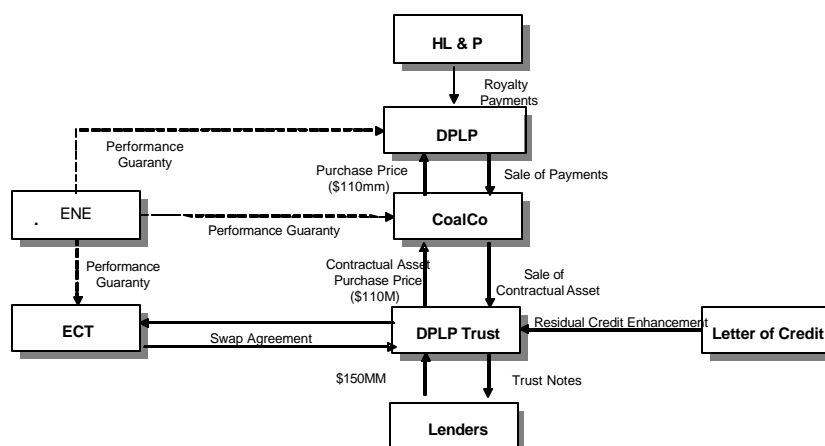 HL & P
Royalty
Payments
DPLP
Performance
Guaranty
Purchase Price
($110mm)
Sale of Payments
. ENE
CoalCo
Performance Guaranty
Performance
Guaranty
Contractual Asset
Purchase Price
($110M)
Sale of
Contractual Asset
ECT
Swap Agreement
DPLP Trust
Residual Credit Enhancement
Letter of Credit
$150MM
Trust Notes
Lenders